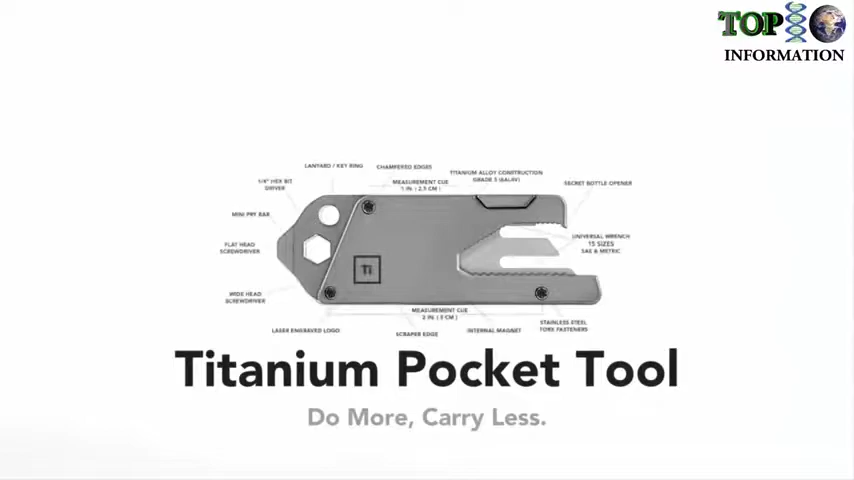 TOP
INFORMATION
LANYARD / KEY RING
CHAMFERED EDGES
TITANIUM ALLOY CONSTRUCTION
(GRADE 5 6AL4V)
1/4" HEX BIT
DRIVER
MEASUREMENT CUE
1 IN. ( 2.5 CM )
SECRET BOTTLE OPENER
MINI PRY BAR
FLAT HEAD
SCREWDRIVER
UNIVERSAL WRENCH
15 SIZES
SAE & METRIC
Ti
WIDE HEAD
SCREWDRIVER
MEASUREMENT CUE
2 IN. ( 5 CM )
LASER ENGRAVED LOGO
SCRAPER EDGE
INTERNAL MAGNET
STAINLESS STEEL
TORX FASTENERS
Titanium Pocket Tool
Do More, Carry Less.